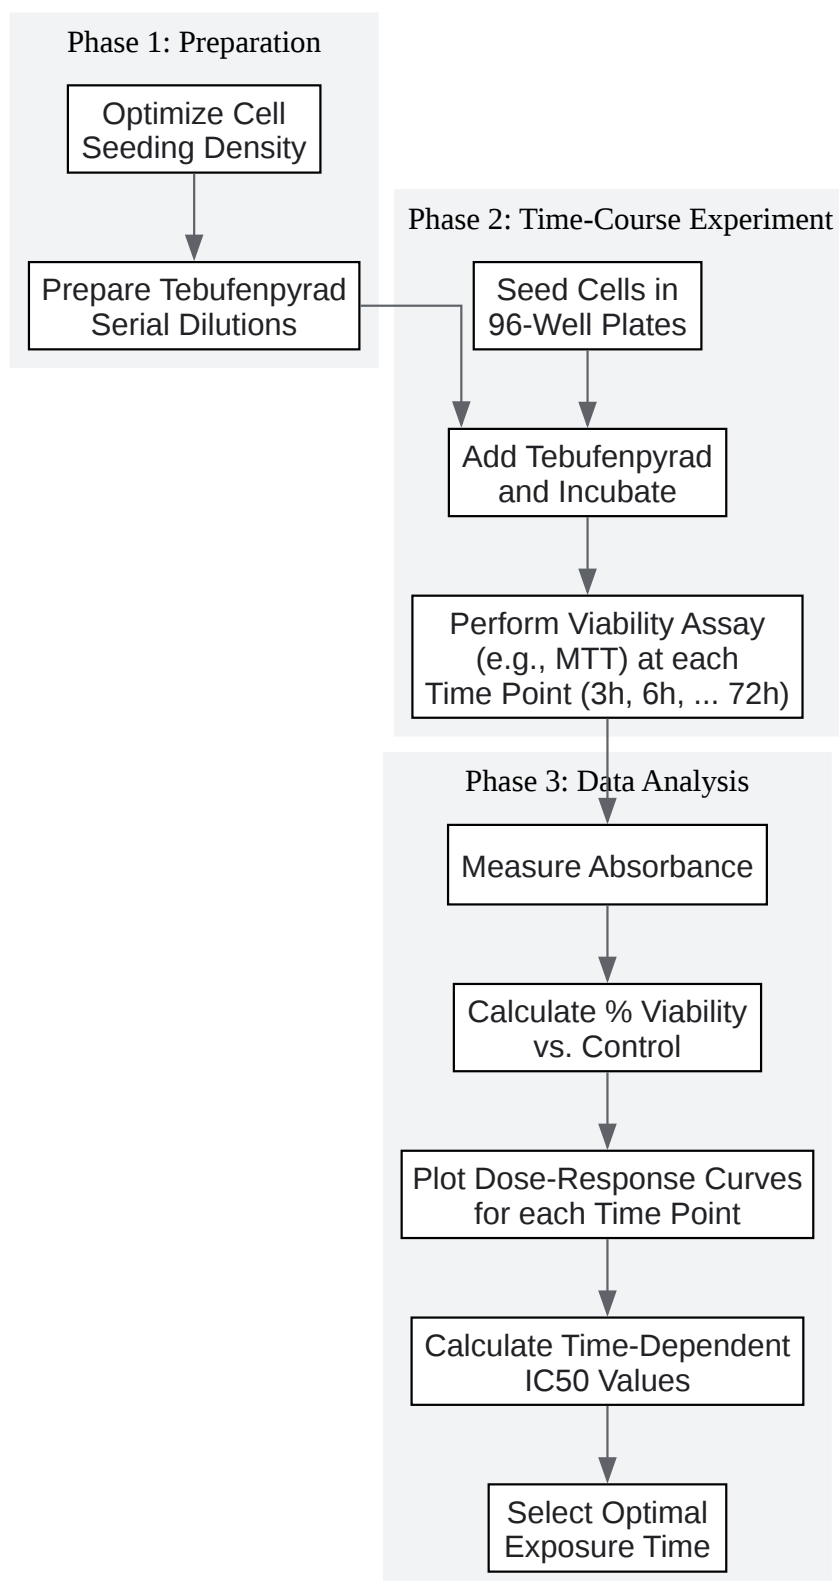 Phase 1: Preparation
Optimize Cell
Seeding Density
Prepare Tebufenpyrad
Serial Dilutions
Phase 2: Time-Course Experiment
Seed Cells in
96-Well Plates
Add Tebufenpyrad
and Incubate
Perform Viability Assay
(e.g., MTT) at each
Time Point (3h, 6h, ... 72h)
Phase 3: Data Analysis
Measure Absorbance
Calculate % Viability
vs. Control
Plot Dose-Response Curves
for each Time Point
Calculate Time-Dependent
IC50 Values
Select Optimal
Exposure Time